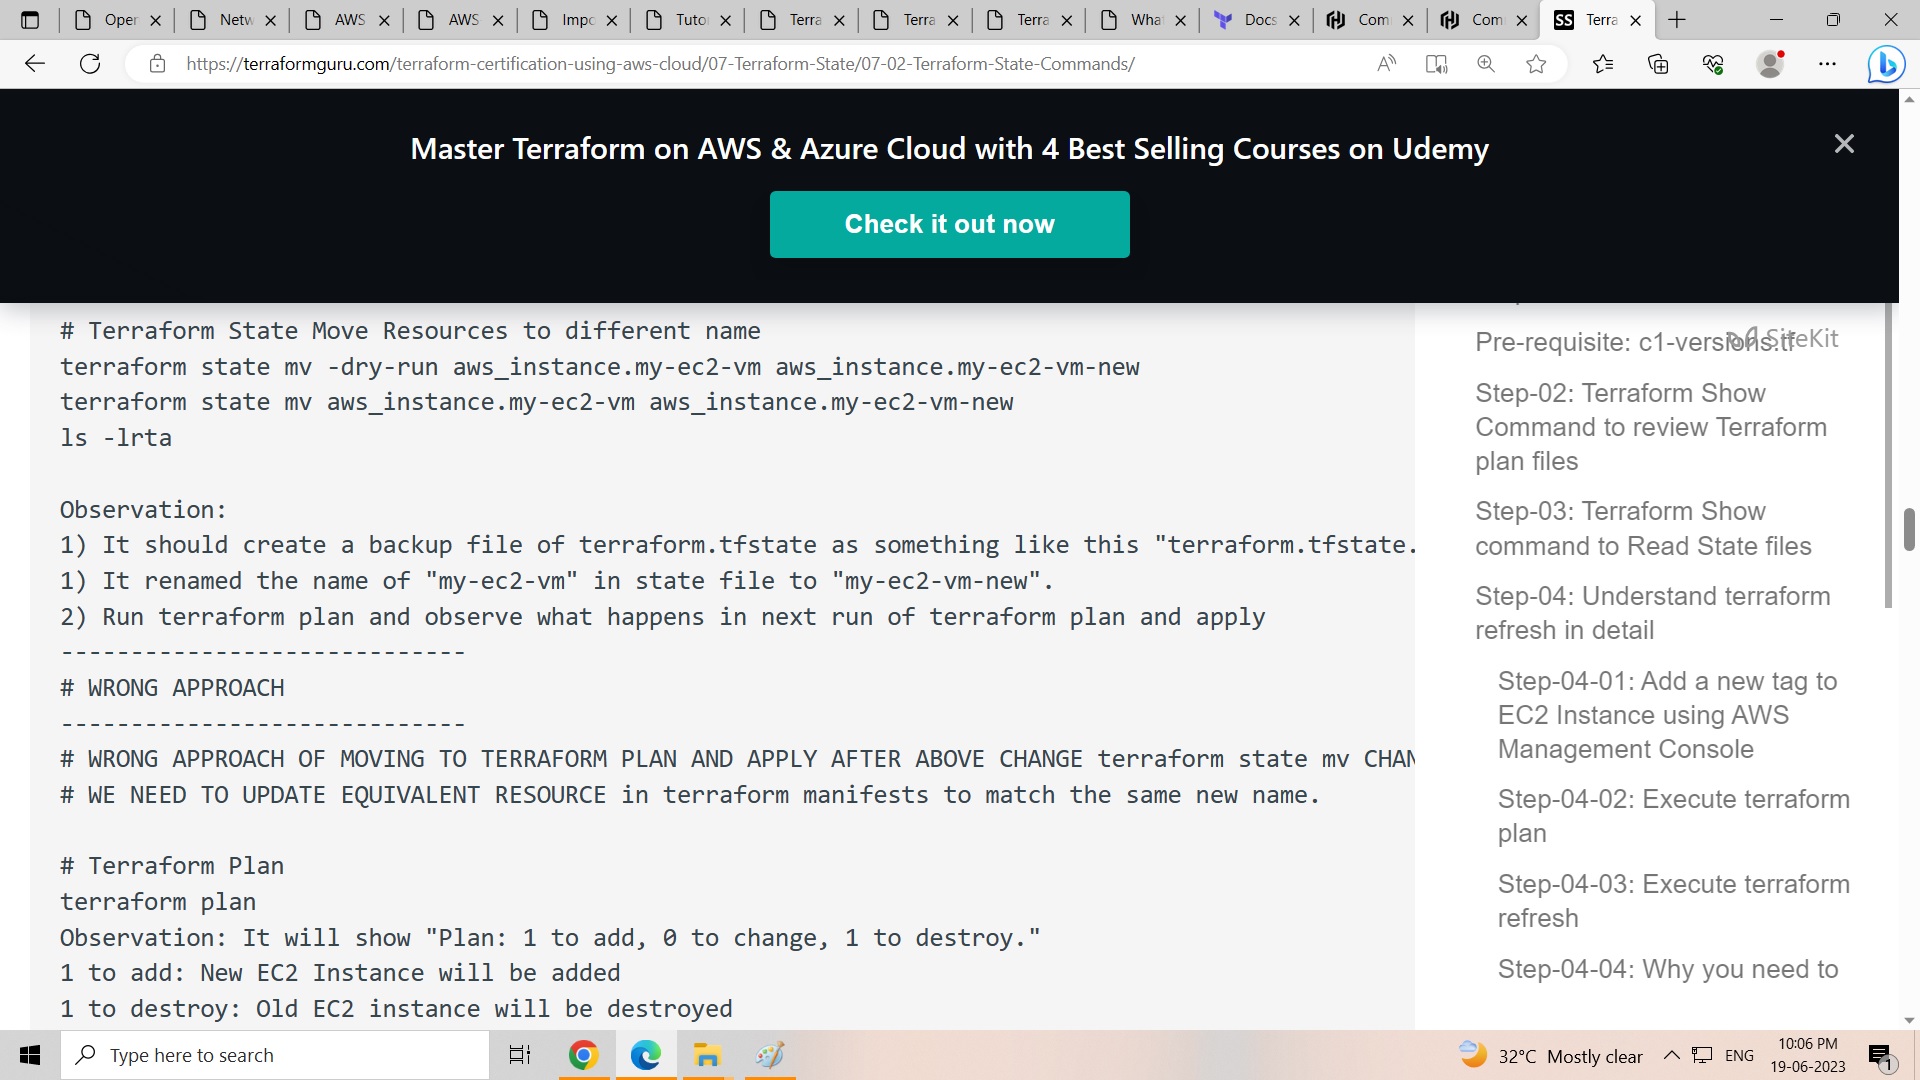 Oper
Netw
AWS
AWS
Impo
Tuto
Terra
Terra
Terra
What
Docs
Com
Com
SS Terra
https://terraformguru.com/terraform-certification-using-aws-cloud/07-Terraform-State/07-02-Terraform-State-Commands/
Master Terraform on AWS & Azure Cloud with 4 Best Selling Courses on Udemy
Check it out now
SiteKit
# Terraform State Move Resources to different name
terraform state mv -dry-run aws_instance.my-ec2-vm aws_instance.my-ec2-vm-new
terraform state mv aws_instance.my-ec2-vm aws_instance.my-ec2-vm-new
ls -lrta
Observation:
1) It should create a backup file of terraform.tfstate as something like this "terraform.tfstate.
1) It renamed the name of "my-ec2-vm" in state file to "my-ec2-vm-new".
2) Run terraform plan and observe what happens in next run of terraform plan and apply
-----------------------------
# WRONG APPROACH
-----------------------------
# WRONG APPROACH OF MOVING TO TERRAFORM PLAN AND APPLY AFTER ABOVE CHANGE terraform state mv CHAN
# WE NEED TO UPDATE EQUIVALENT RESOURCE in terraform manifests to match the same new name.
# Terraform Plan
terraform plan
Observation: It will show "Plan: 1 to add, 0 to change, 1 to destroy."
1 to add: New EC2 Instance will be added
1 to destroy: Old EC2 instance will be destroyed
Pre-requisite: c1-versions.tf
Step-02: Terraform Show
Command to review Terraform
plan files
Step-03: Terraform Show
command to Read State files
Step-04: Understand terraform
refresh in detail
Step-04-01: Add a new tag to
EC2 Instance using AWS
Management Console
Step-04-02: Execute terraform
plan
Step-04-03: Execute terraform
refresh
Step-04-04: Why you need to
Type here to search
32°C Mostly clear
ENG
10:06 PM
19-06-2023
1